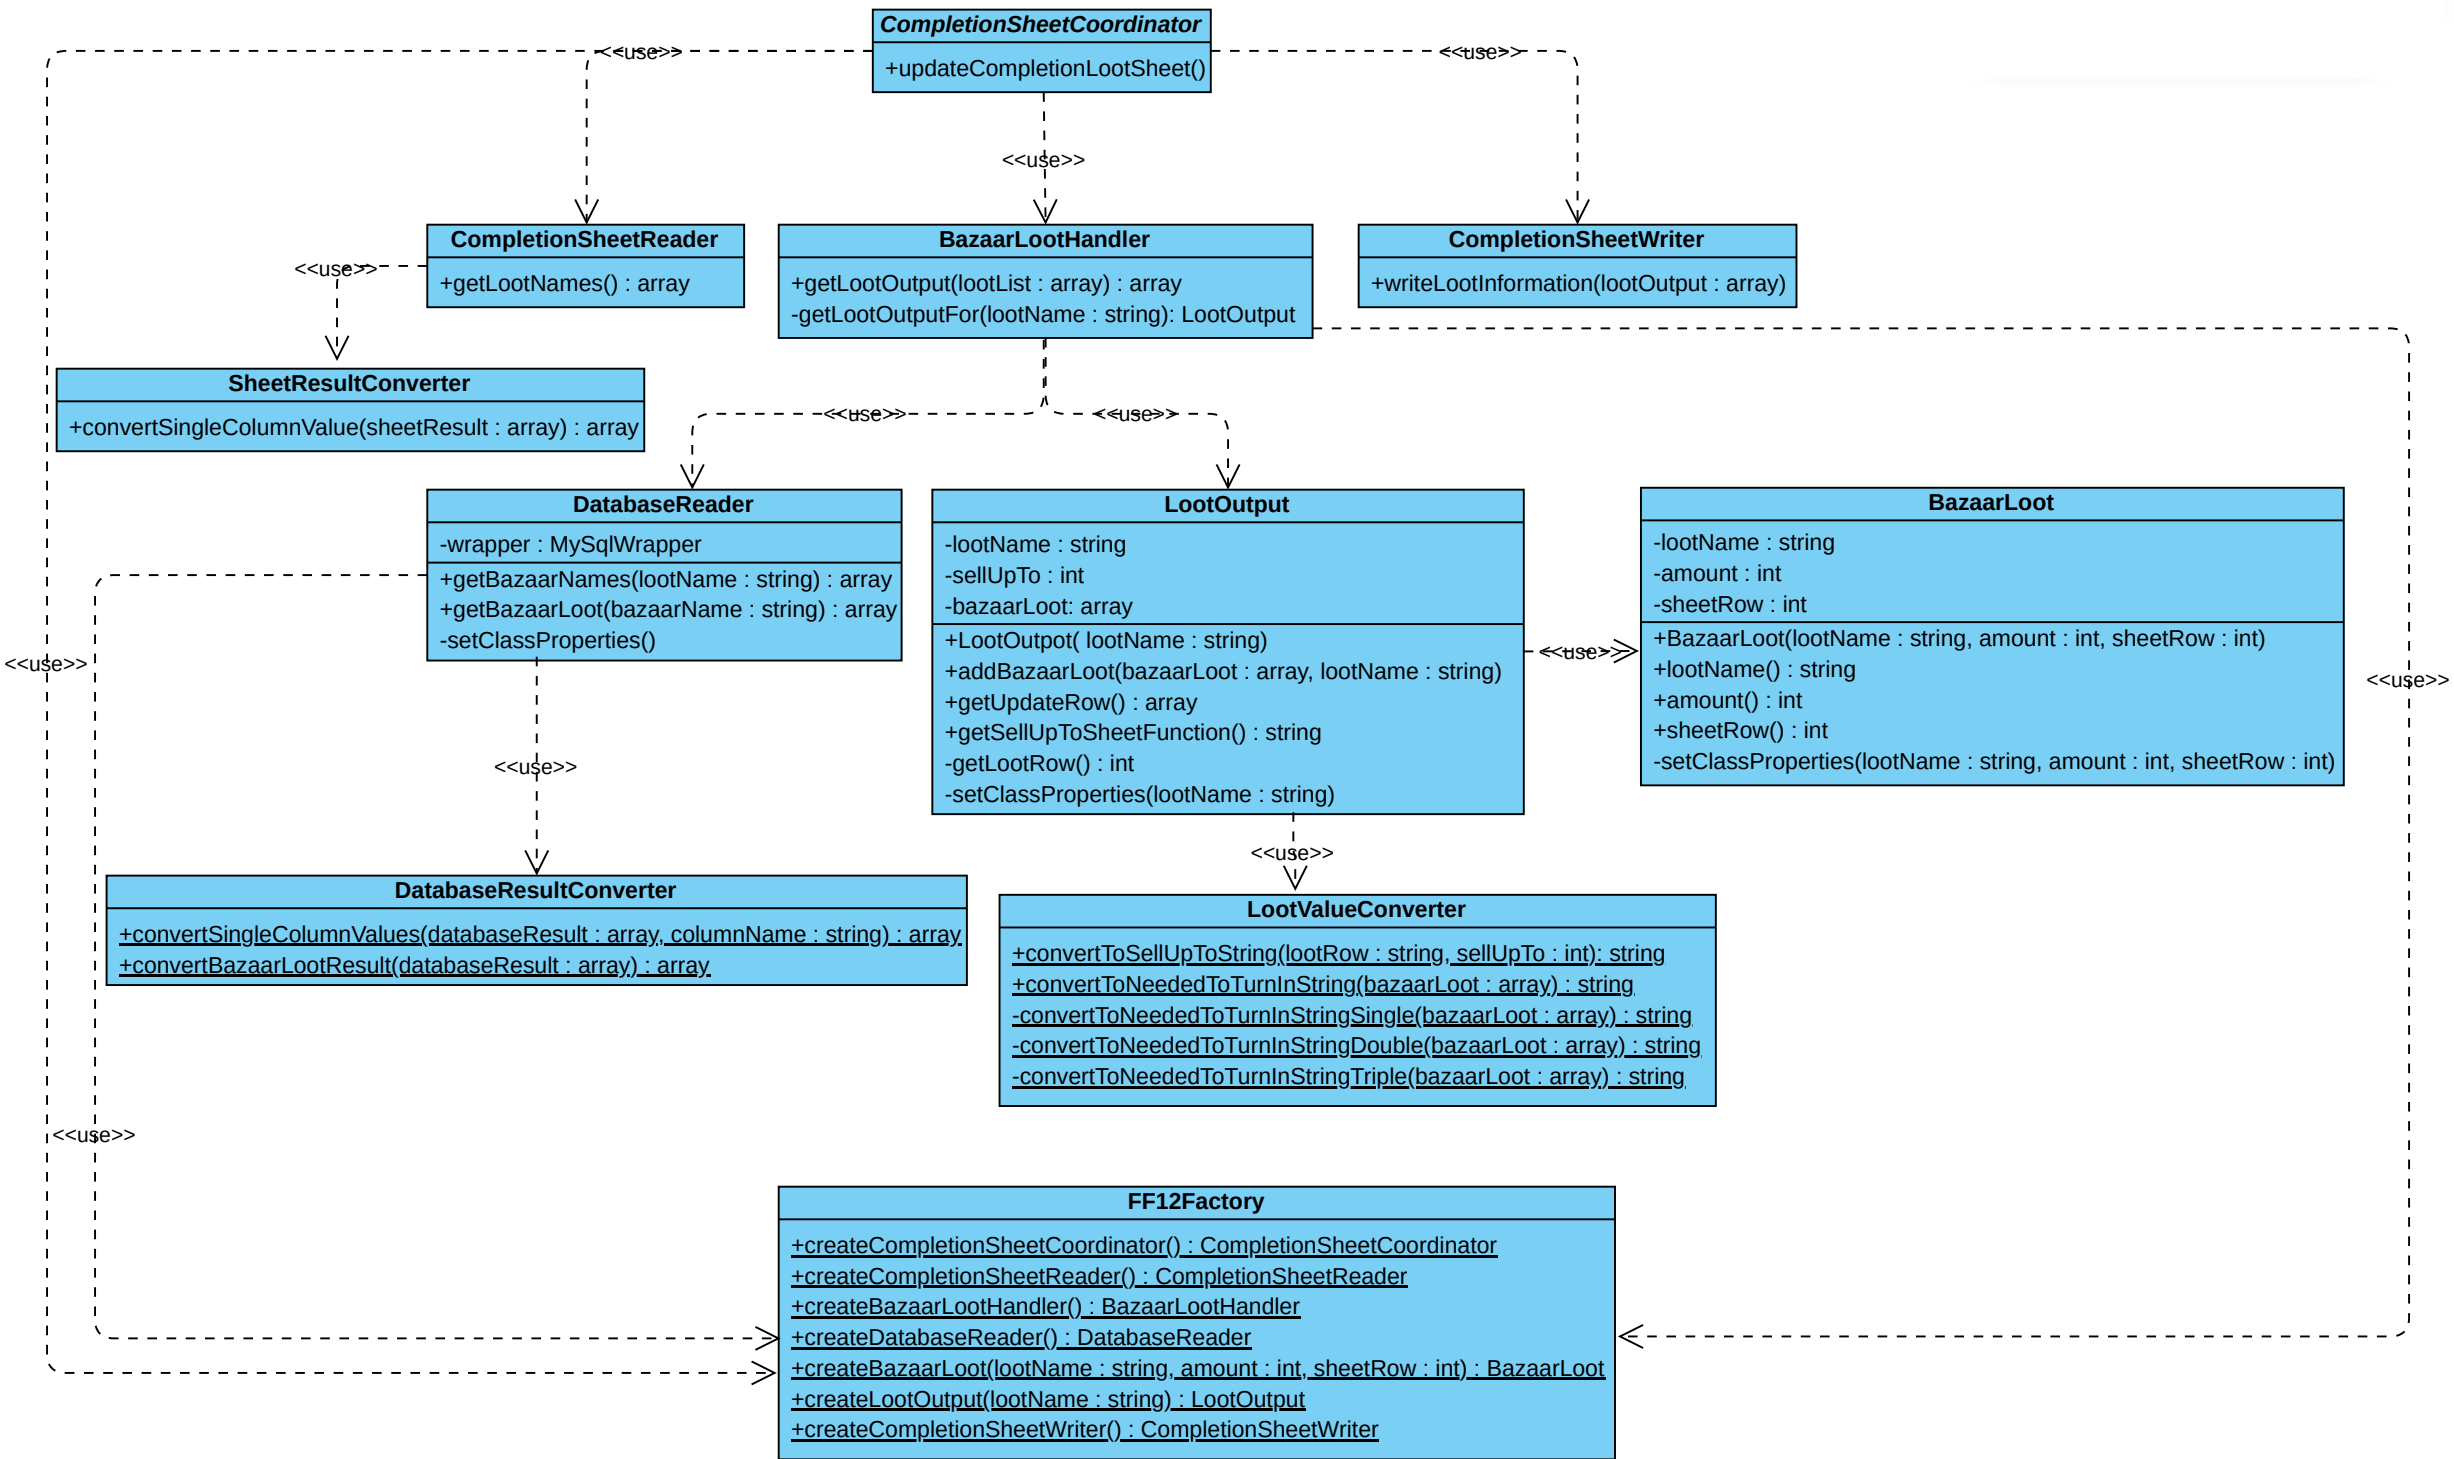 CompletionSheetCoordinator
+updateCompletionLootSheet()
<<use>>
<<use>>
<<use>>
CompletionSheetReader
+getLootNames() : array
BazaarLootHandler
+getLootOutput(lootList : array) : array
-getLootOutputFor(lootName : string): LootOutput
CompletionSheetWriter
+writeLootInformation(lootOutput : array)
<<use>>
SheetResultConverter
+convertSingleColumnValue(sheetResult : array) : array
<<use>>
<<use>>
DatabaseReader
-wrapper : MySqlWrapper
+getBazaarNames(lootName : string) : array
+getBazaarLoot(bazaarName : string) : array
-setClassProperties()
LootOutput
-lootName : string
-sellUpTo : int
-bazaarLoot: array
+LootOutpot( lootName : string)
+addBazaarLoot(bazaarLoot : array, lootName : string)
+getUpdateRow() : array
+getSellUpToSheetFunction() : string
-getLootRow() : int
-setClassProperties(lootName : string)
<<use>>
BazaarLoot
-lootName : string
-amount : int
-sheetRow : int
+BazaarLoot(lootName : string, amount : int, sheetRow : int)
+lootName() : string
+amount() : int
+sheetRow() : int
-setClassProperties(lootName : string, amount : int, sheetRow : int)
<<use>>
<<use>>
<<use>>
<<use>>
DatabaseResultConverter
+convertSingleColumnValues(databaseResult : array, columnName : string) : array
+convertBazaarLootResult(databaseResult : array) : array
LootValueConverter
+convertToSellUpToString(lootRow : string, sellUpTo : int): string
+convertToNeededToTurnInString(bazaarLoot : array) : string
-convertToNeededToTurnInStringSingle(bazaarLoot : array) : string
-convertToNeededToTurnInStringDouble(bazaarLoot : array) : string
-convertToNeededToTurnInStringTriple(bazaarLoot : array) : string
<<use>>
FF12Factory
+createCompletionSheetCoordinator() : CompletionSheetCoordinator
+createCompletionSheetReader() : CompletionSheetReader
+createBazaarLootHandler() : BazaarLootHandler
+createDatabaseReader() : DatabaseReader
+createBazaarLoot(lootName : string, amount : int, sheetRow : int) : BazaarLoot
+createLootOutput(lootName : string) : LootOutput
+createCompletionSheetWriter() : CompletionSheetWriter